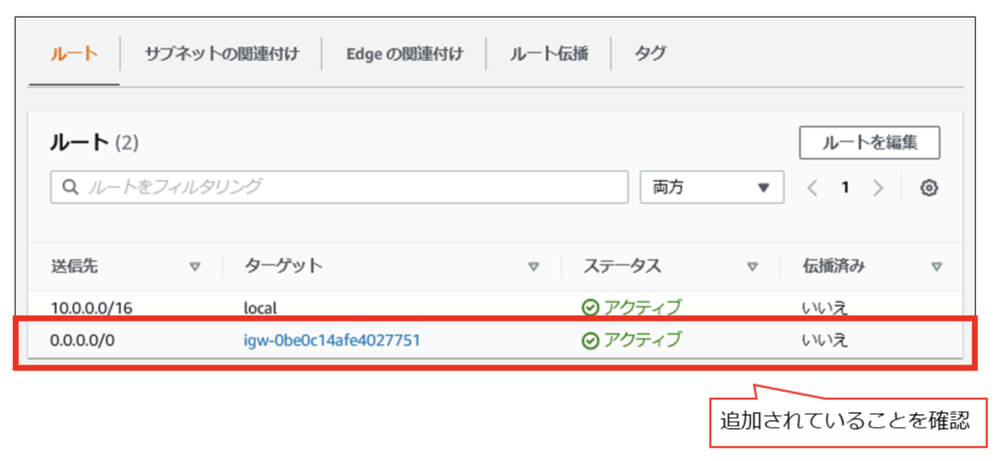 ルート サブネットの関連付け Edge の関連付け ルート伝播 タグ
ルート (2) ルートを編集
ルートをフィルタリング 両方 1
送信先 ターゲット ステータス 伝播済み
10.0.0.0/16 local アクティブ いいえ
0.0.0.0/0 igw-0be0c14afe4027751 アクティブ いいえ
追加されていることを確認